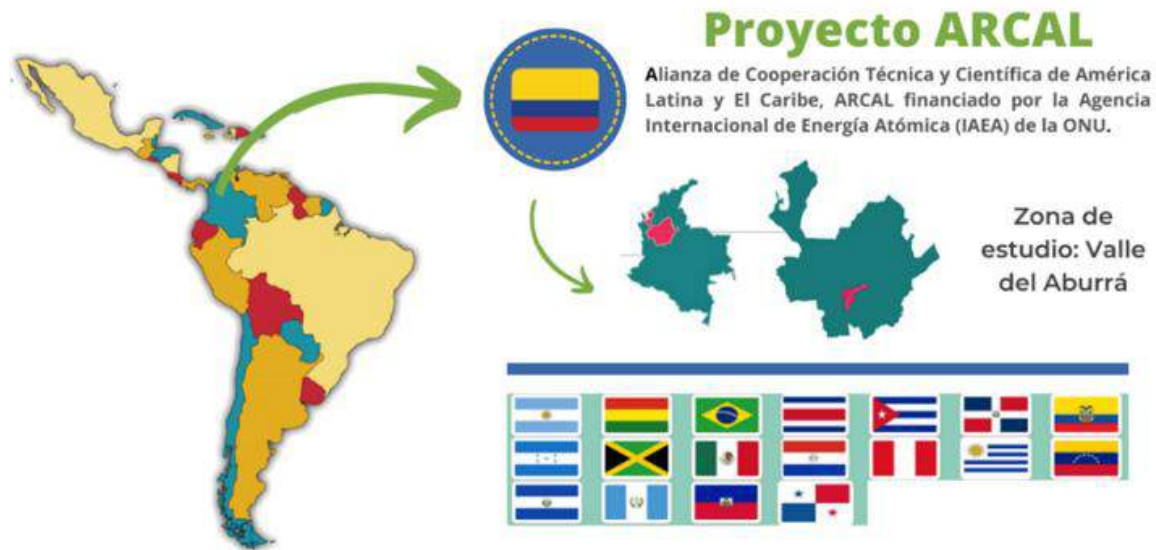 Proyecto ARCAL
Alianza de Cooperación Técnica y Científica de América
Latina y El Caribe, ARCAL financiado por la Agencia
Internacional de Energía Atómica (IAEA) de la ONU.
Zona de
estudio: Valle
del Aburrá